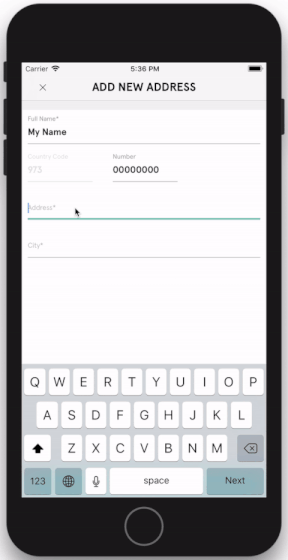 Carrier 5:36 PM
× ADD NEW ADDRESS
Full Name*
My Name
Country Code Number
973 00000000
Address*
City*
Q W E R T Y U I O P
A S D F G H J K L
Z X C V B N M
123 space Next